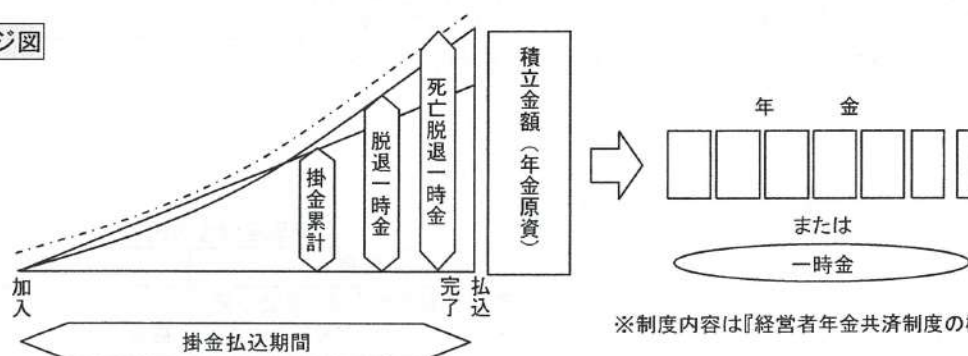 ジ図
死亡脱退一時金
脱退一時金
掛金累計
積立金額（年金原資）
年　金
または
一時金
加入
払込
完了
掛金払込期間
※制度内容は『経営者年金共済制度の